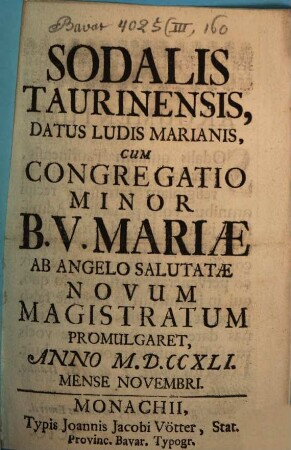 Bavar 4025 (III, 160
SODALIS
TAURINENSIS,
DATUS LUDIS MARIANIS,
CUM
CONGREGATIO
MINOR
B. V. MARIÆ
AB ANGELO SALUTATÆ
NOVUM
MAGISTRATUM
PROMULGARET,
ANNO M.D.CCXLI.
MENSE NOVEMBRI.
MONACHII,
Typis Joannis Jacobi Vötter, Stat.
Provinc. Bavar. Typogr.